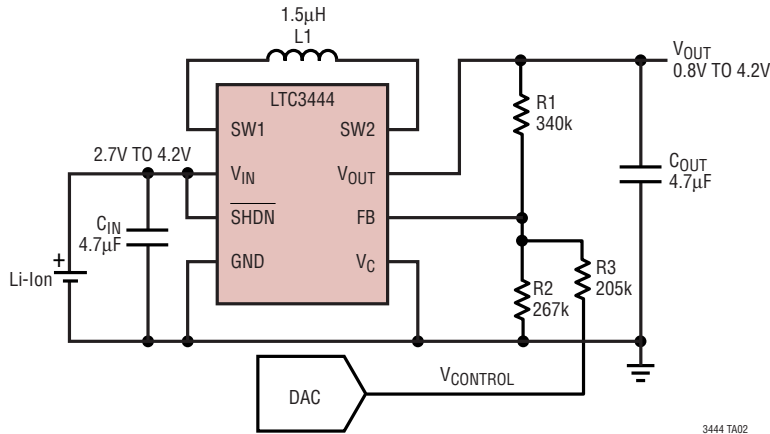 1.5µH
L1
VOUT
0.8V TO 4.2V
LTC3444
SW1
SW2
R1
340k
2.7V TO 4.2V
VIN
VOUT
COUT
4.7µF
CIN
4.7µF
SHDN
FB
GND
VC
Li-Ion
+
R2
267k
R3
205k
DAC
VCONTROL
3444 TA02